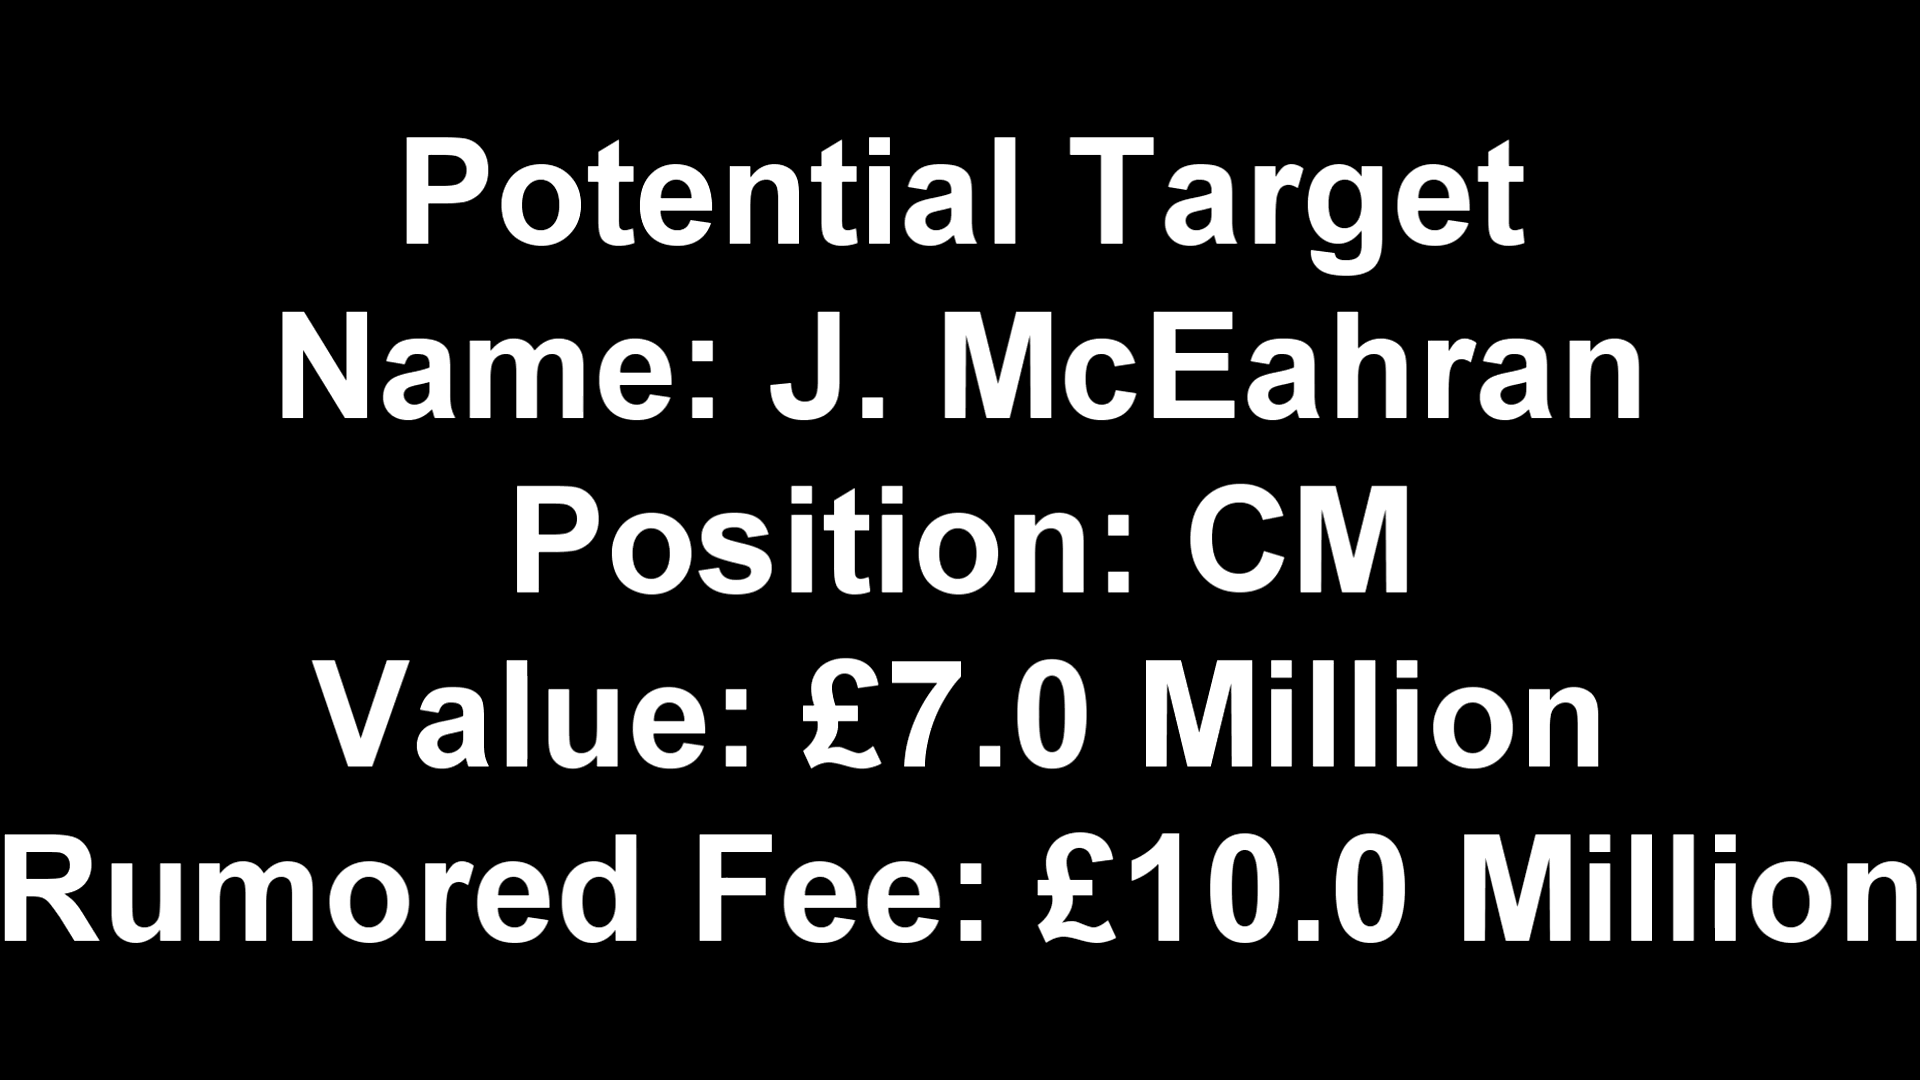 Potential Target
Name: J. McEahran
Position: CM
Value: £7.0 Million
Rumored Fee: £10.0 Million